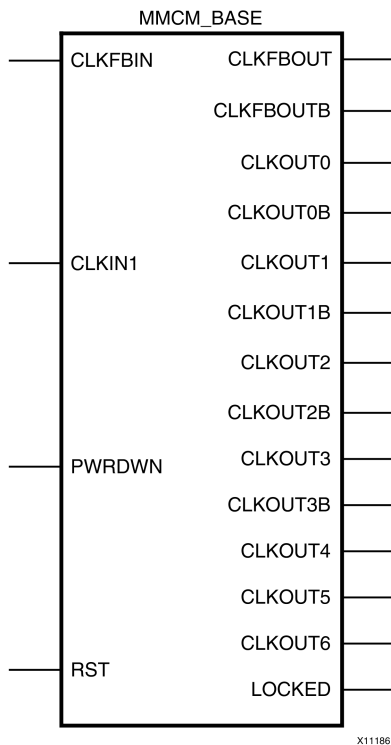 MMCM_BASE
CLKFBIN
CLKFBOUT
CLKFBOUTB
CLKOUT0
CLKOUT0B
CLKIN1
CLKOUT1
CLKOUT1B
CLKOUT2
CLKOUT2B
PWRDWN
CLKOUT3
CLKOUT3B
CLKOUT4
CLKOUT5
CLKOUT6
RST
LOCKED
X11186